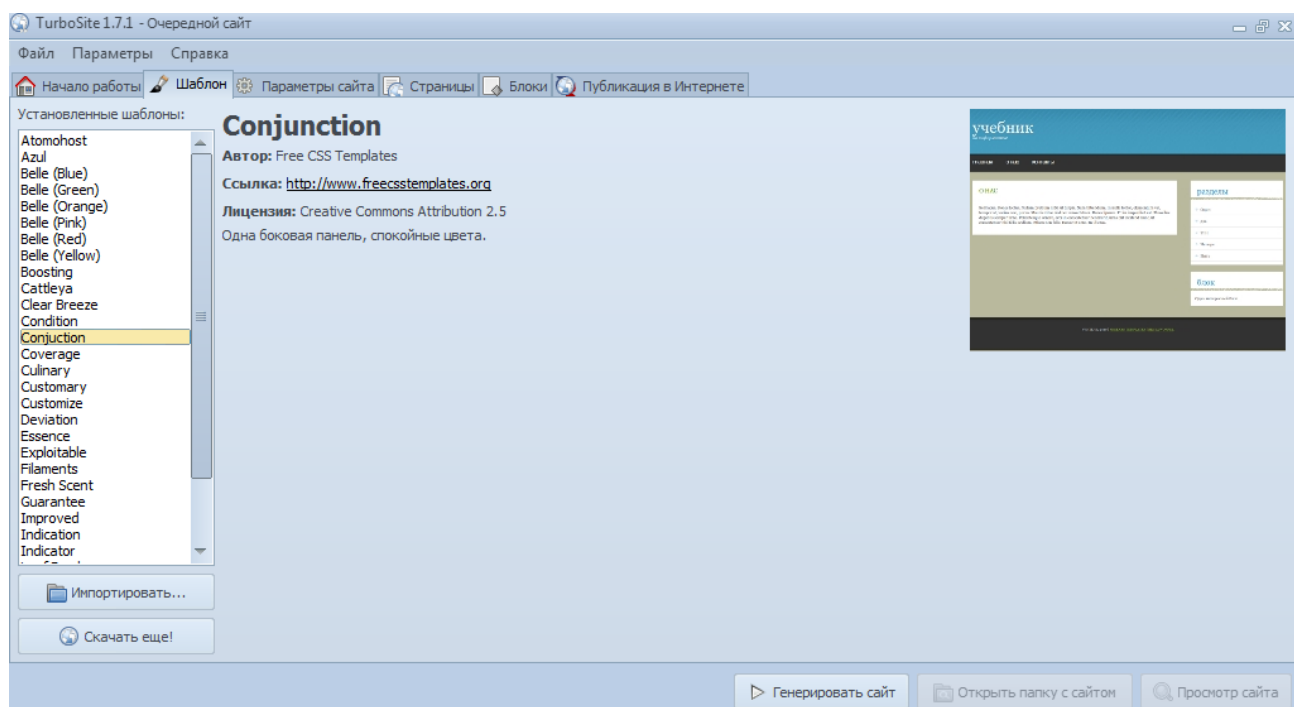 TurboSite 1.7.1 - Очередной сайт
Файл Параметры Справка
Начало работы Шаблон Параметры сайта Страницы Блоки Публикация в Интернете
Установленные шаблоны:
Atomohost
Azul
Belle (Blue)
Belle (Green)
Belle (Orange)
Belle (Pink)
Belle (Red)
Belle (Yellow)
Boosting
Cattleya
Clear Breeze
Condition
Conjuction
Coverage
Culinary
Customary
Customize
Deviation
Essence
Exploitable
Filaments
Fresh Scent
Guarantee
Improved
Indication
Indicator
Импортировать...
Скачать еще!
Conjunction
Автор: Free CSS Templates
Ссылка: http://www.freecsstemplates.org
Лицензия: Creative Commons Attribution 2.5
Одна боковая панель, спокойные цвета.
учебник
о нас
разделы
блок
Генерировать сайт Открыть папку с сайтом Просмотр сайта